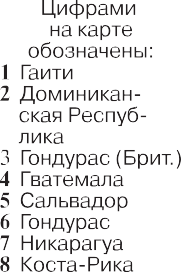 Цифрами
на карте
обозначены:
1 Гаити
2 Доминикан-
ская Респуб-
лика
3 Гондурас (Брит.)
4 Гватемала
5 Сальвадор
6 Гондурас
7 Никарагуа
8 Коста-Рика